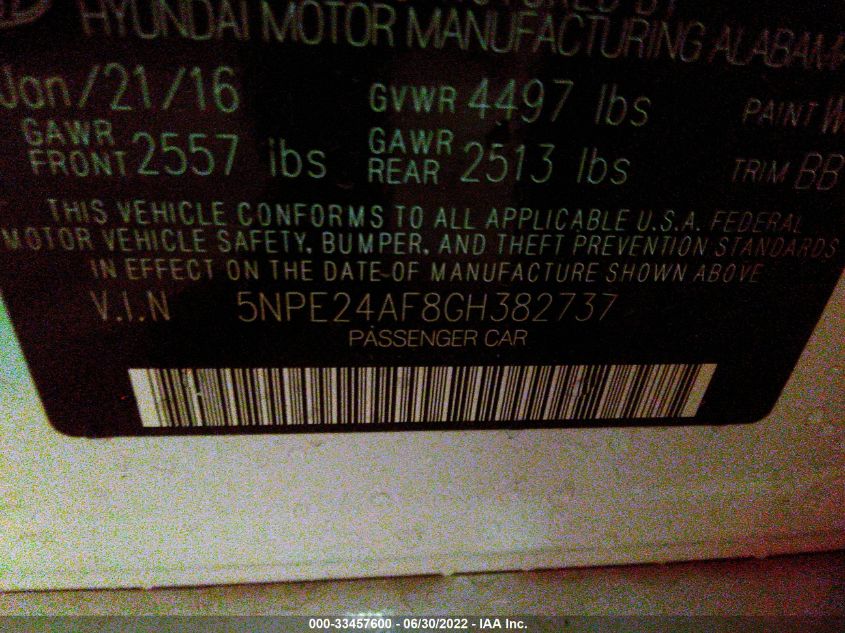 HYUNDAI MOTOR MANUFACTURING ALABAMA
Jan/21/16 GVWR 4497 lbs PAINT
GAWR FRONT 2557 lbs GAWR REAR 2513 lbs TRIM BB
THIS VEHICLE CONFORMS TO ALL APPLICABLE U.S.A. FEDERAL
MOTOR VEHICLE SAFETY, BUMPER, AND THEFT PREVENTION STANDARDS
IN EFFECT ON THE DATE OF MANUFACTURE SHOWN ABOVE
V.I.N 5NPE24AF8GH382737
PASSENGER CAR
000-33457600 - 06/30/2022 - IAA Inc.